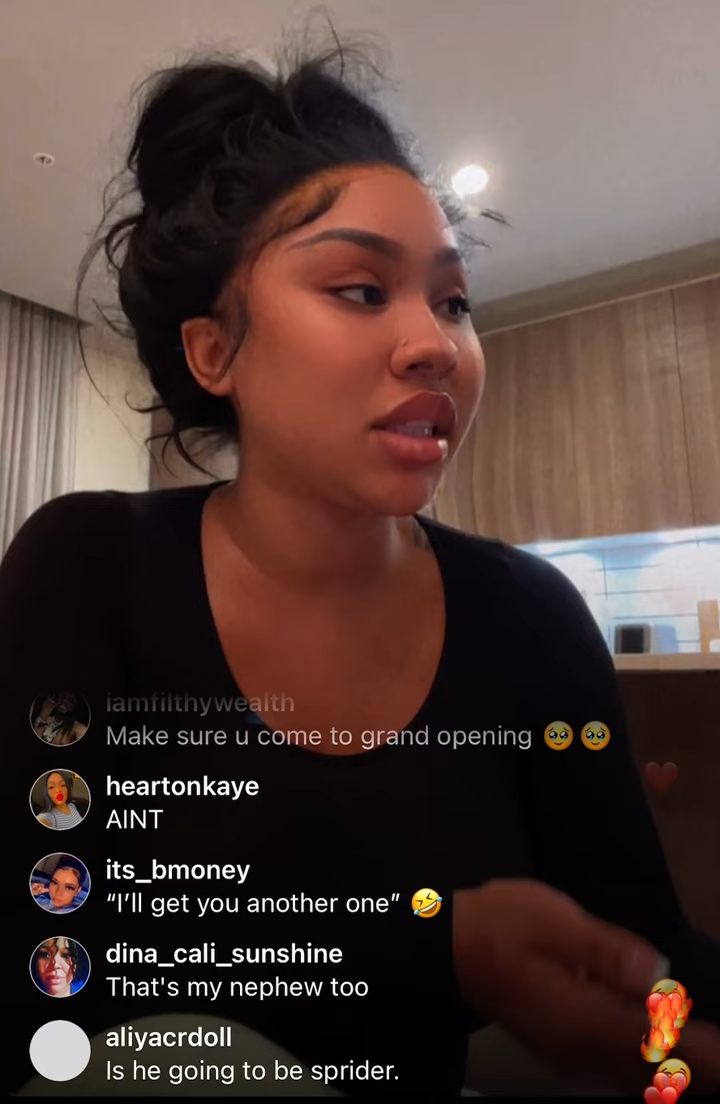 iamfilthywealth
Make sure u come to grand opening 🥹🥹
heartonkaye
AINT
its_bmoney
“I’ll get you another one” 🤣
dina_cali_sunshine
That's my nephew too
aliyacrdoll
Is he going to be sprider.